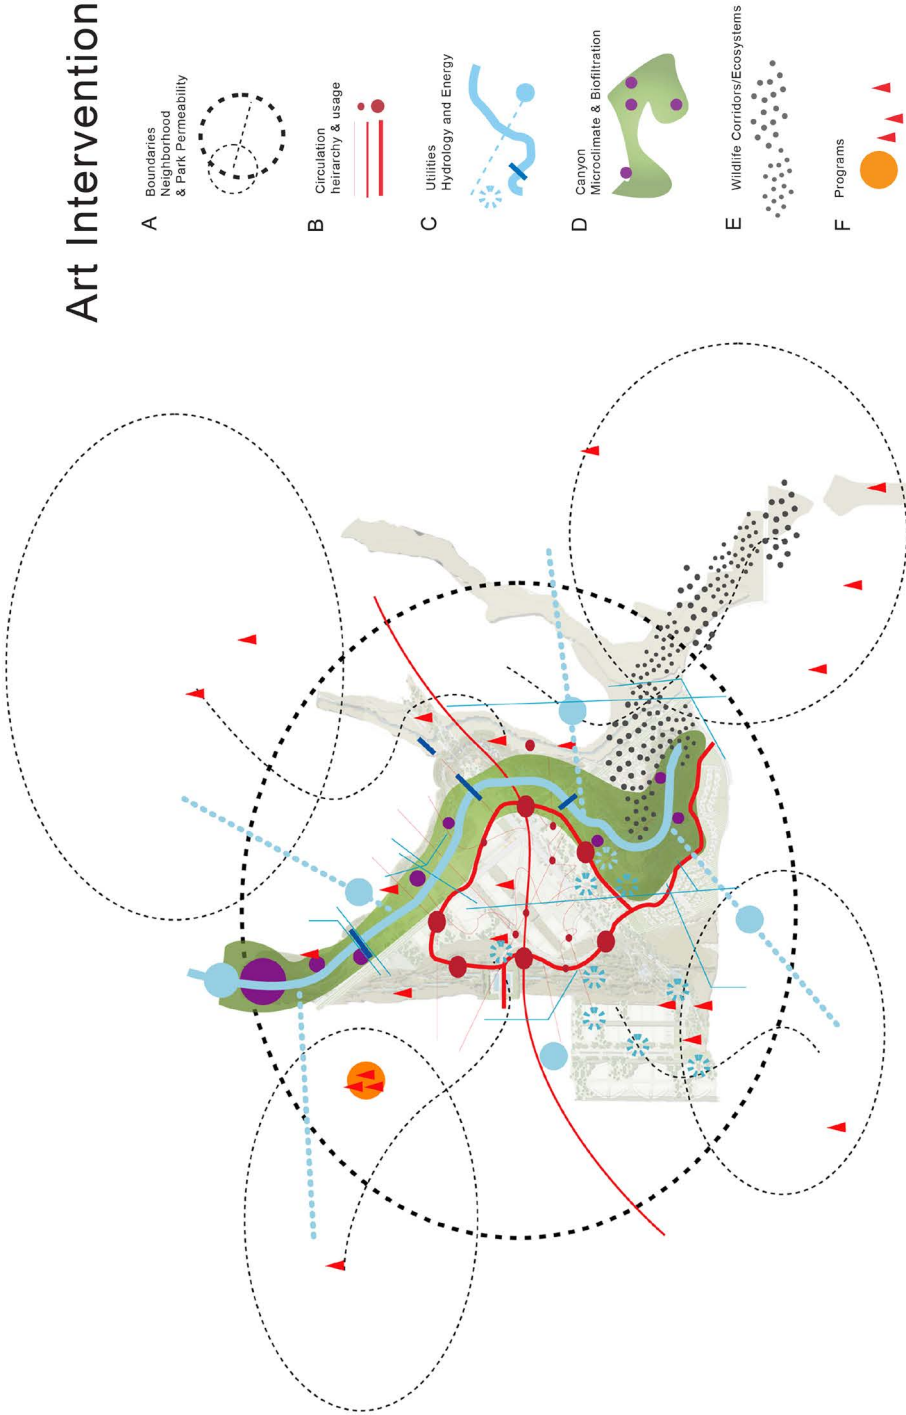 Art Intervention
A
Boundaries
Neighborhood
& Park Permeability
B
Circulation
heirarchy & usage
C
Utilities
Hydrology and Energy
D
Canyon
Microclimate & Biofiltration
E
Wildlife Corridors/Ecosystems
F
Programs